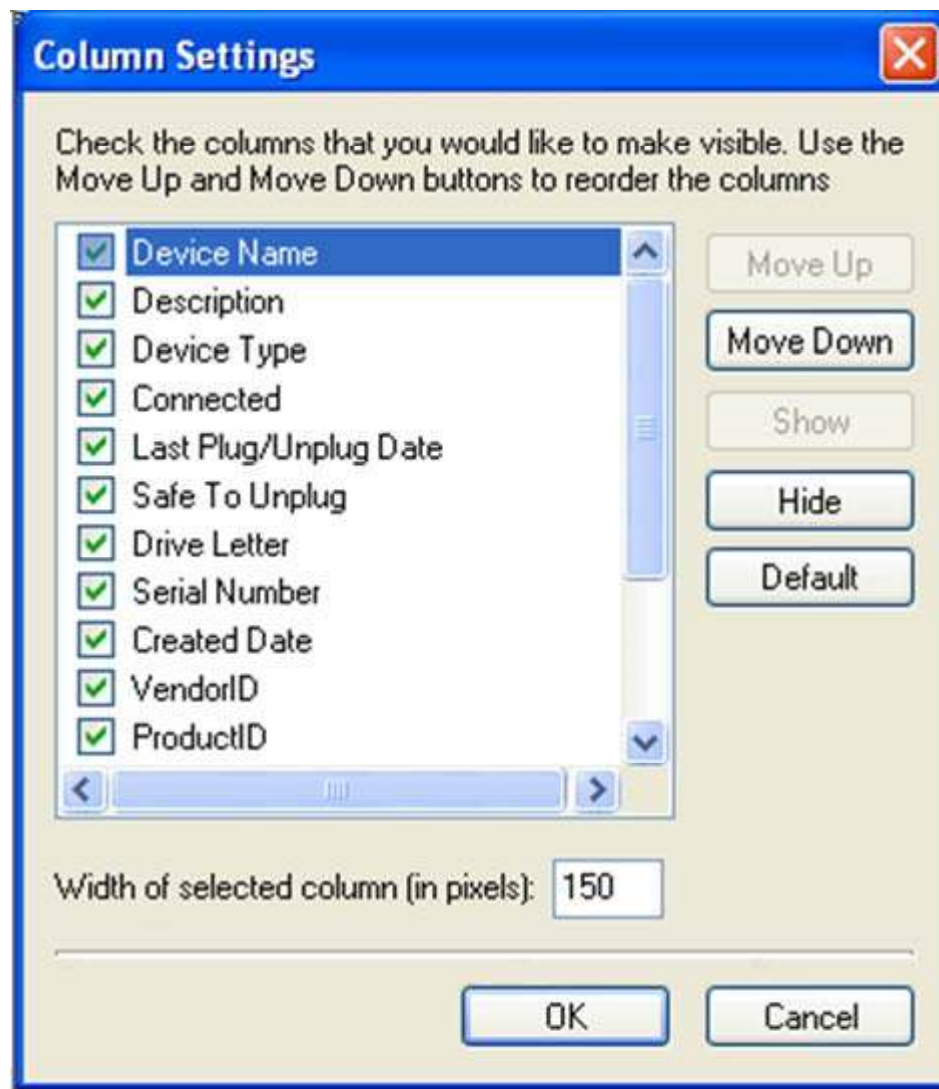 Column Settings
Check the columns that you would like to make visible. Use the
Move Up and Move Down buttons to reorder the columns
Device Name
Description
Device Type
Connected
Last Plug/Unplug Date
Safe To Unplug
Drive Letter
Serial Number
Created Date
VendorID
ProductID
Move Up
Move Down
Show
Hide
Default
Width of selected column (in pixels): 150
OK
Cancel